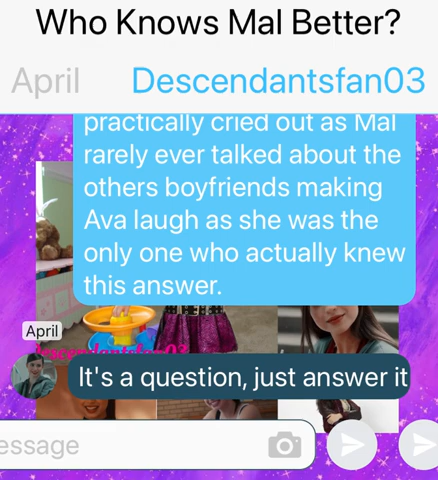 Who Knows Mal Better?
April Descendantsfan03
practically cried out as Mal
rarely ever talked about the
others boyfriends making
Ava laugh as she was the
only one who actually knew
this answer.
April
descendantsfan03
It's a question, just answer it
essage